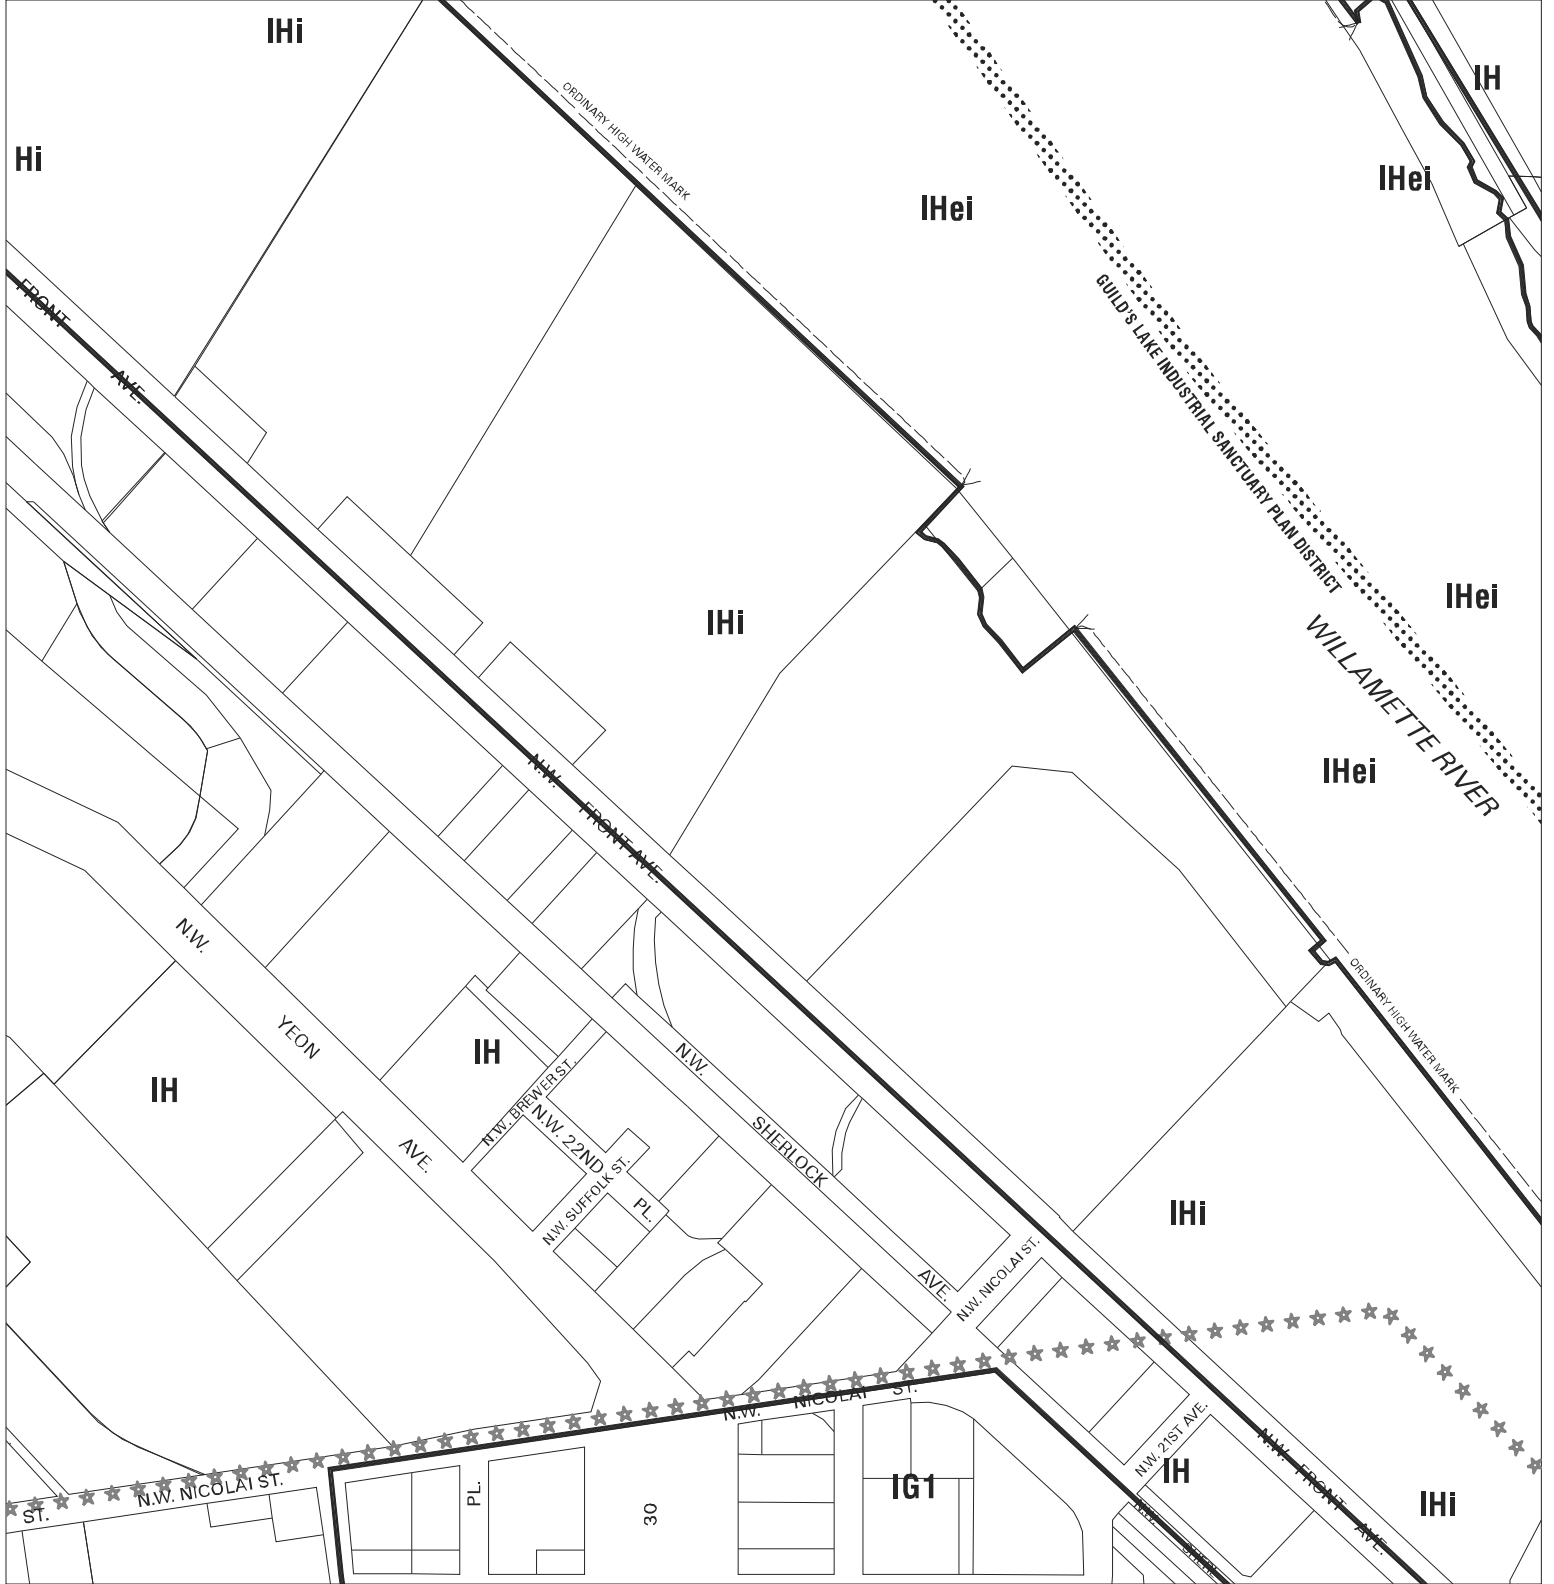 IHi
IH
Hi
ORDINARY HIGH WATER MARK
IHei
IHei
FRONT
AVE.
GUILD'S LAKE INDUSTRIAL SANCTUARY PLAN DISTRICT
IHi
IHei
WILLAMETTE RIVER
IHei
N.W.
FRONT AVE.
N.W.
YEON
AVE.
ORDINARY HIGH WATER MARK
IH
IH
N.W.
SHERLOCK
AVE.
N.W. BREWER ST.
N.W. 22ND
PL.
N.W. SUFFOLK ST.
IHi
N.W. NICOLAI ST.
N.W. NICOLAI ST.
N.W. 21ST AVE.
N.W. FRONT AVE.
IH
IG1
IHi
ST.
N.W. NICOLAI ST.
PL.
30
N.W.